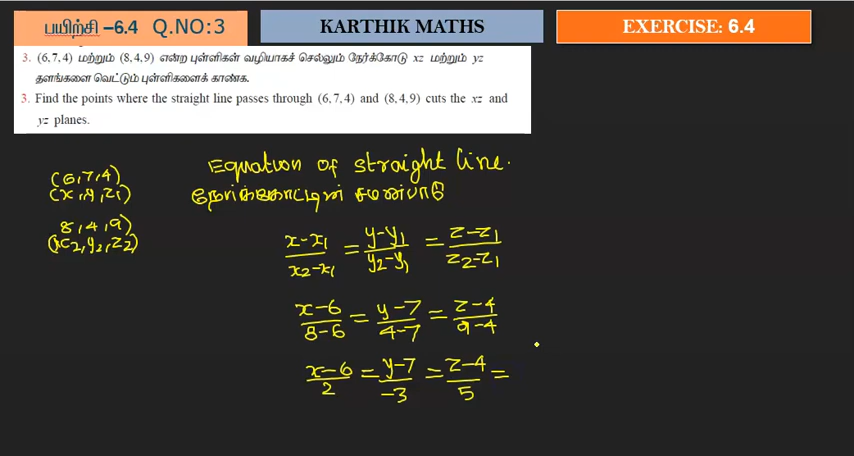 பயிற்சி –6.4 Q.NO:3
KARTHIK MATHS
EXERCISE: 6.4
3. (6,7,4) மற்றும் (8,4,9) என்ற புள்ளிகள் வழியாகச் செல்லும் நேர்க்கோடு xz மற்றும் yz
தளங்களை வெட்டும் புள்ளிகளைக் காண்க.
3. Find the points where the straight line passes through (6,7,4) and (8,4,9) cuts the xz and
yz planes.
(6,7,4)
(x1,y1,z1)
8,4,9)
(x2,y2,z2)
Equation of straight line.
நேர்க்கோட்டின் சமன்பாடு
x-x1/x2-x1 = y-y1/y2-y1 = z-z1/z2-z1
x-6/8-6 = y-7/4-7 = z-4/9-4
x-6/2 = y-7/-3 = z-4/5 =